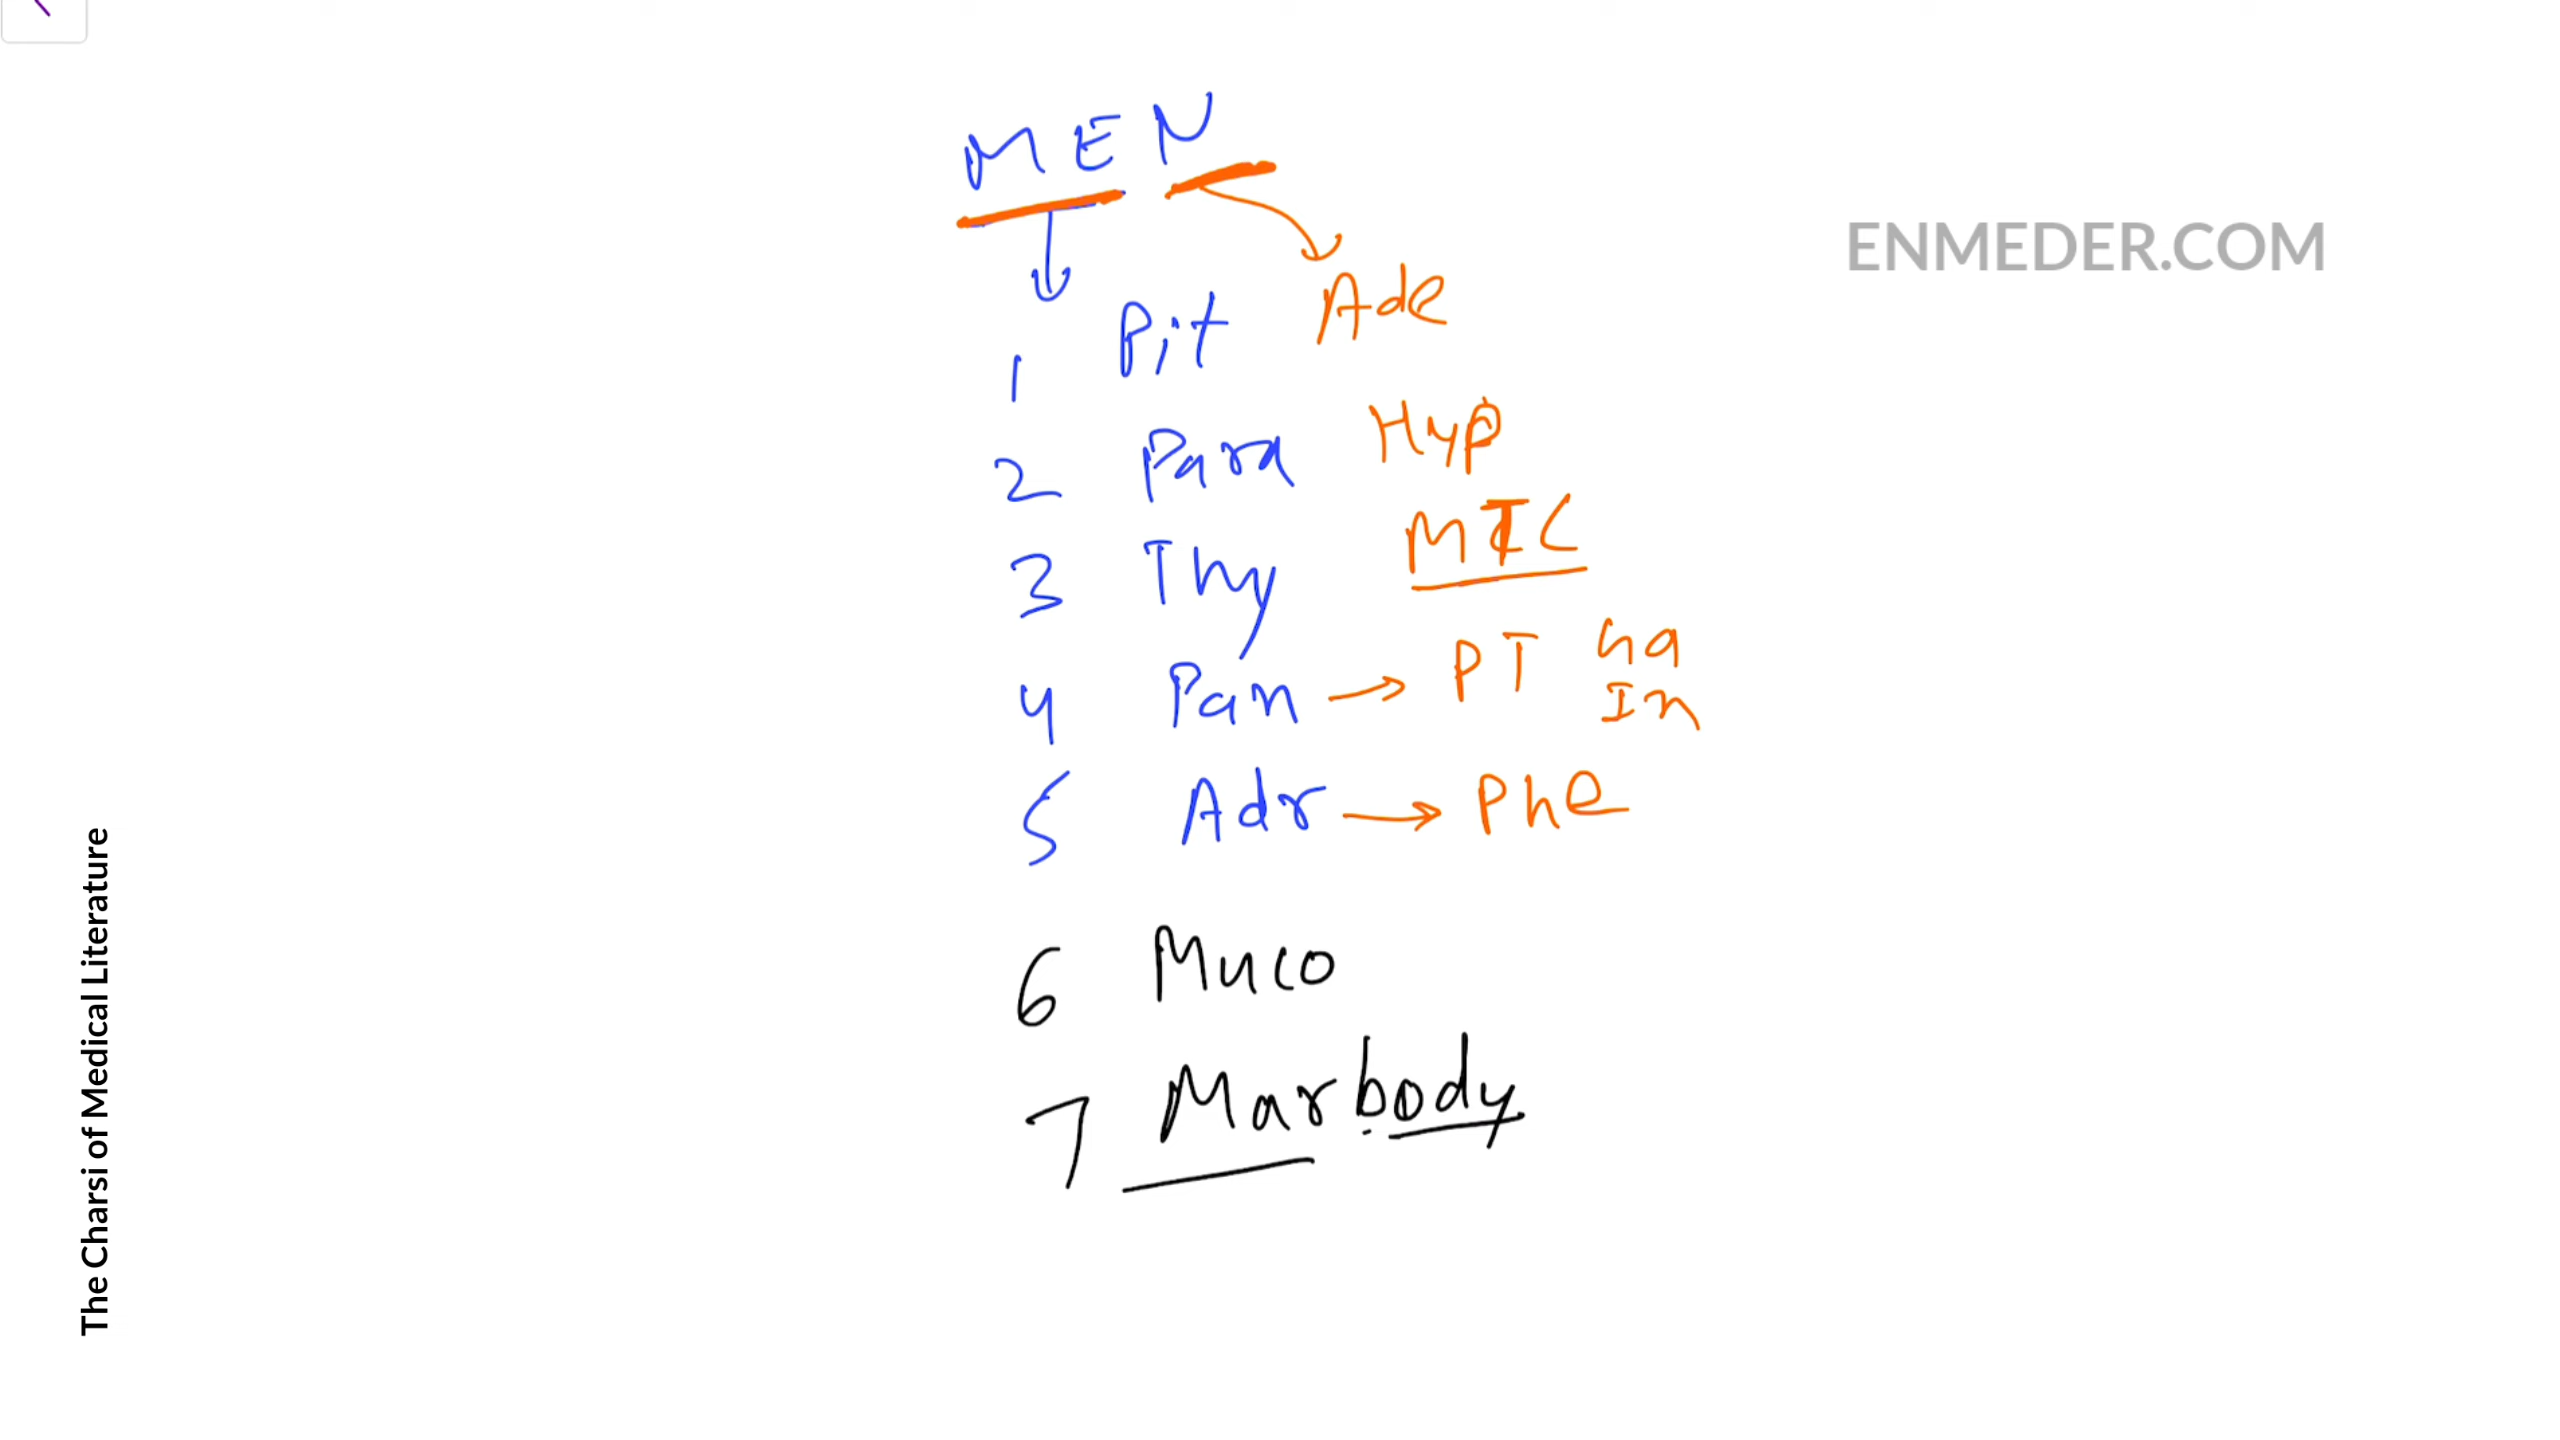 MEN
ENMEDER.COM
1 Pit Ade
2 Para Hyp
3 Thy MTC
4 Pan → PT Ga
In
5 Adr → Phe
6 Muco
7 Marbody
The Charsi of Medical Literature